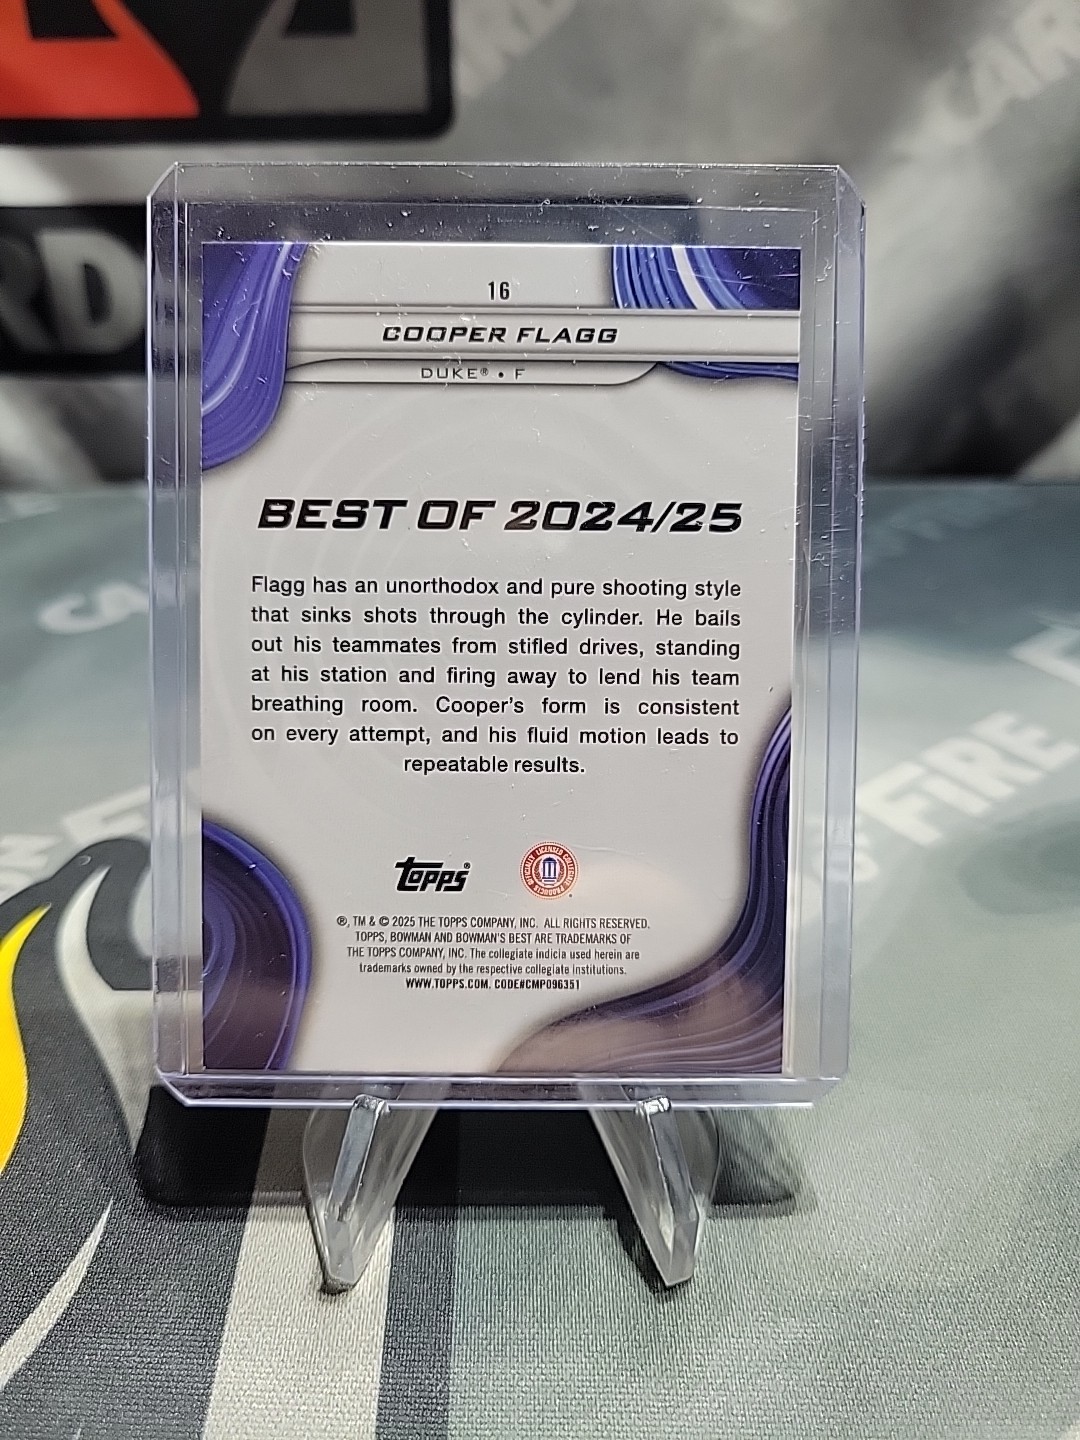 16
COOPER FLAGG
DUKE® • F
BEST OF 2024/25
Flagg has an unorthodox and pure shooting style
that sinks shots through the cylinder. He bails
out his teammates from stifled drives, standing
at his station and firing away to lend his team
breathing room. Cooper's form is consistent
on every attempt, and his fluid motion leads to
repeatable results.
Topps®
OFFICIALLY LICENSED COLLEGIATE PRODUCTS
®, TM & © 2025 THE TOPPS COMPANY, INC. ALL RIGHTS RESERVED.
TOPPS, BOWMAN AND BOWMAN'S BEST ARE TRADEMARKS OF
THE TOPPS COMPANY, INC. The collegiate indicia used herein are
trademarks owned by the respective collegiate Institutions.
WWW.TOPPS.COM. CODE#CMP096351
FIRE